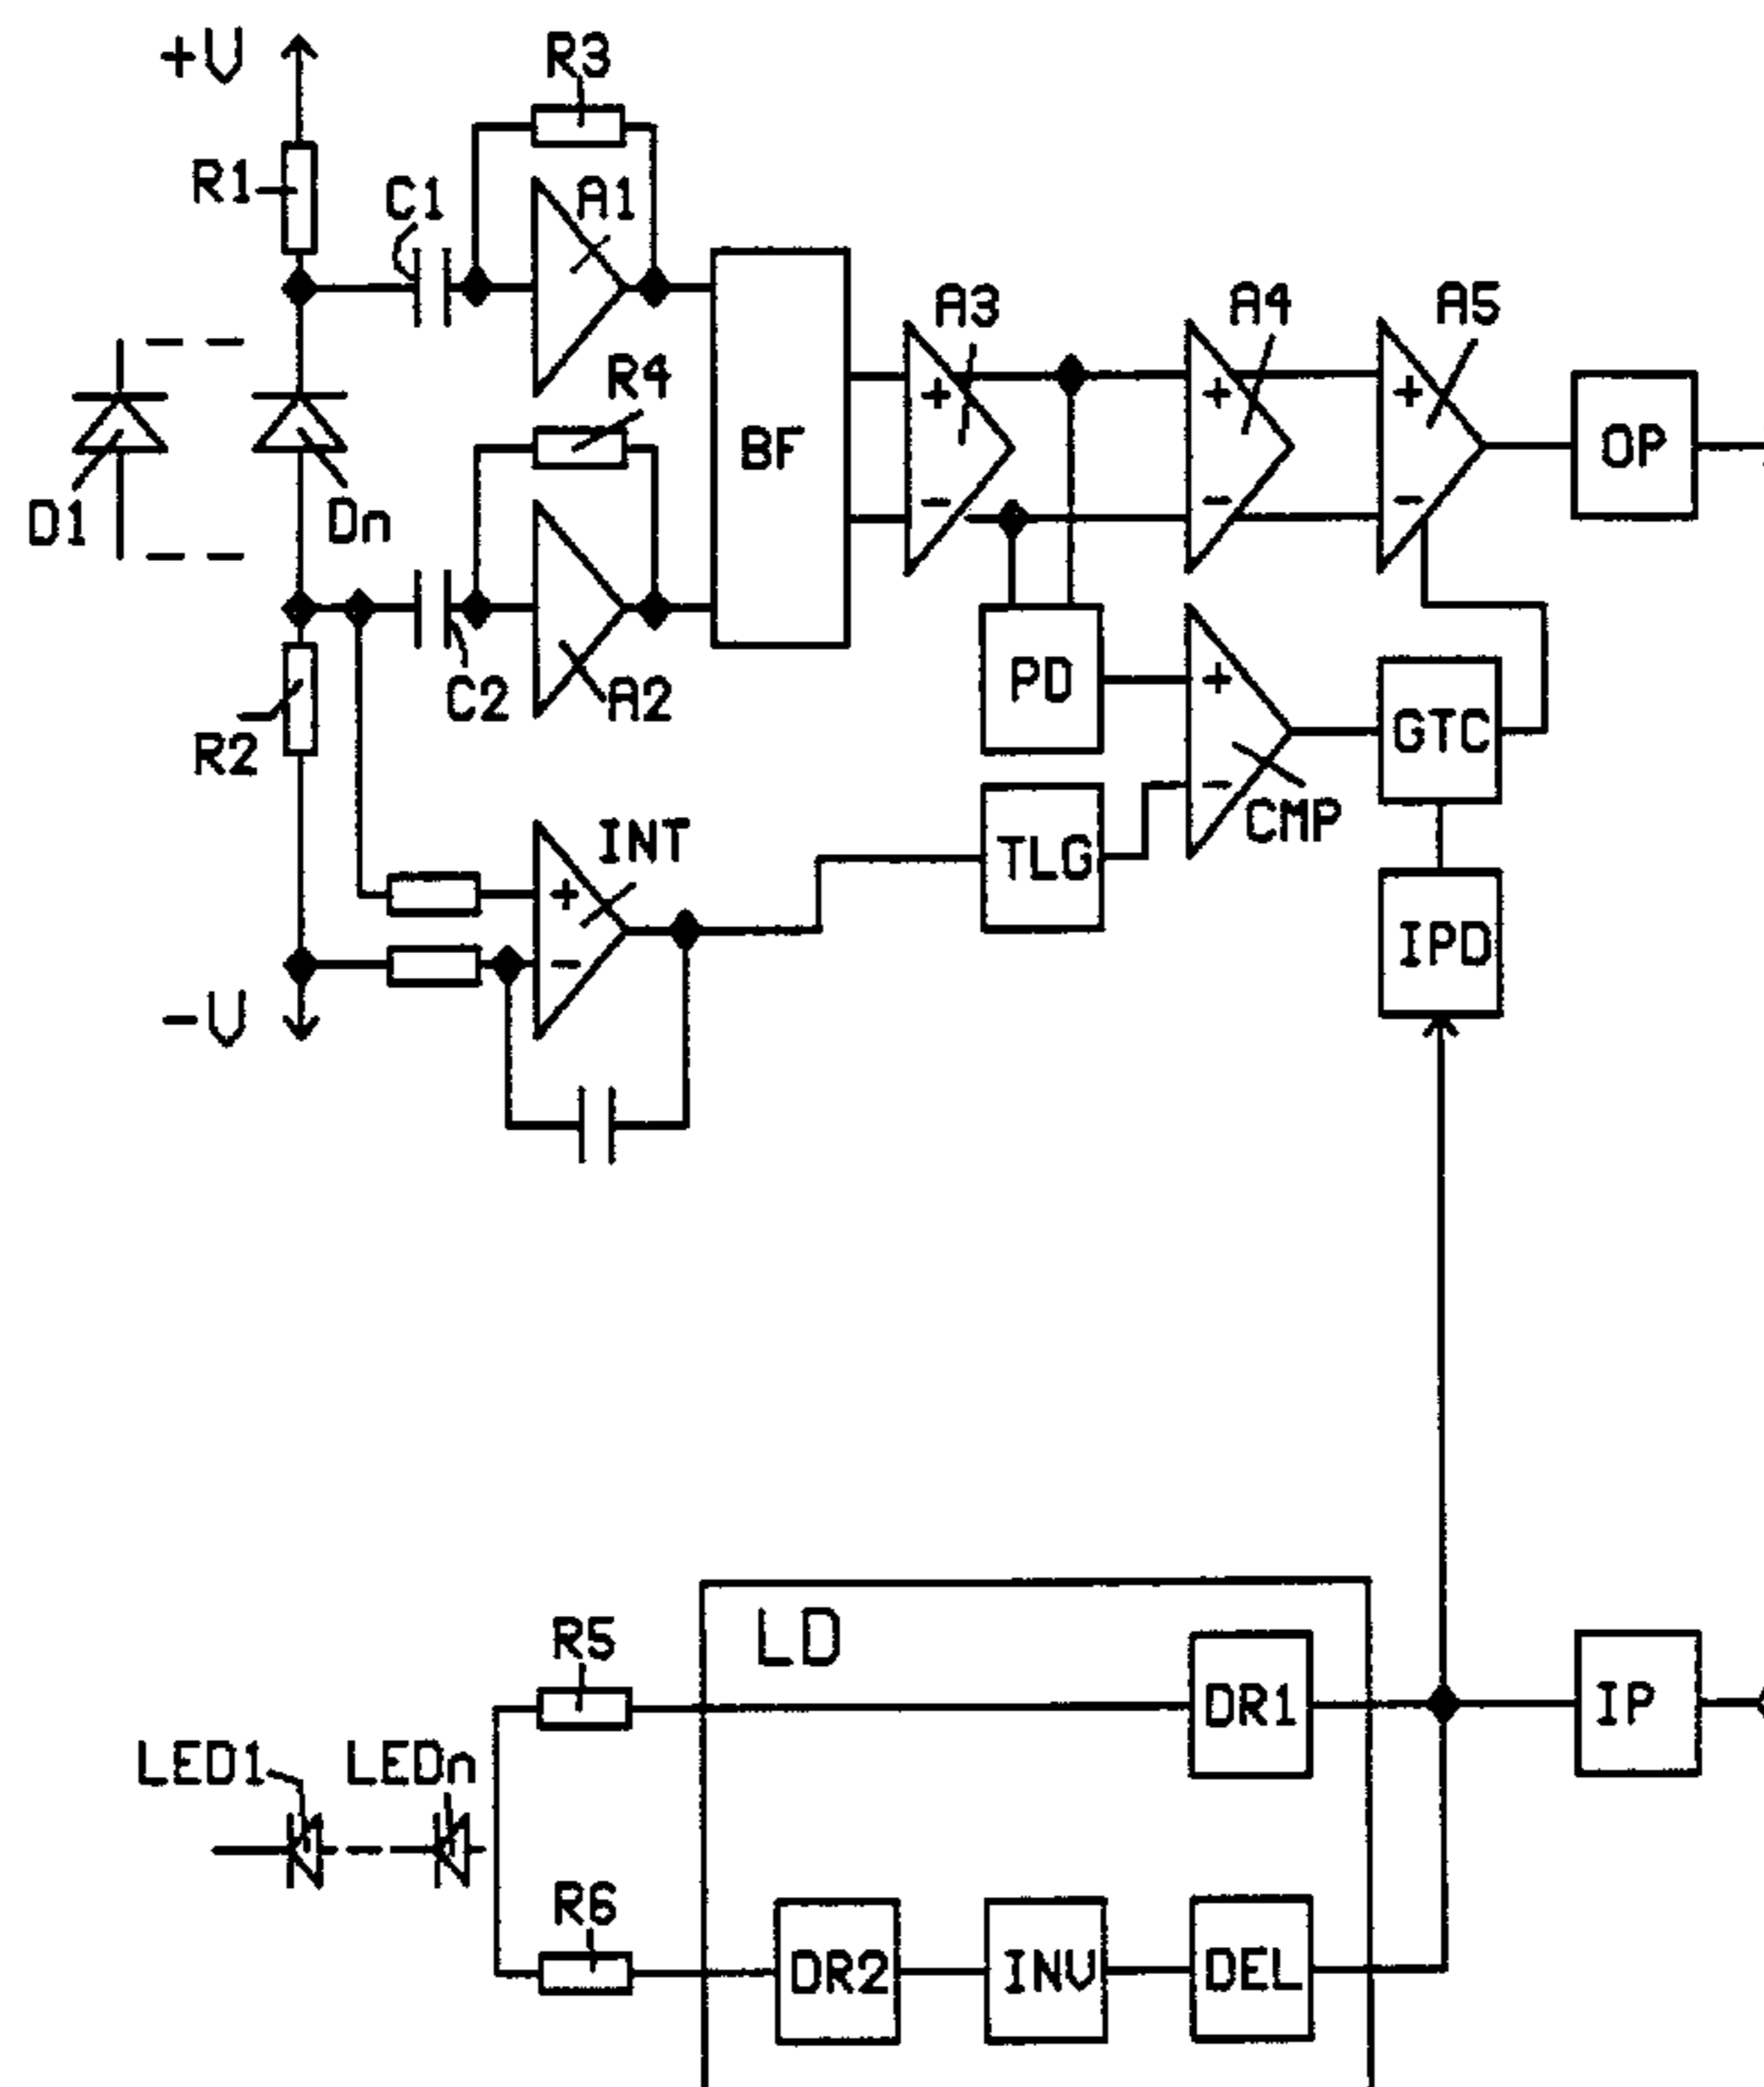 +V
R3
R1
C1
A1
R4
A3
A4
A5
BF
+
+
+
OP
D1
Dn
-
-
-
C2
A2
PD
+
GTC
R2
CMP
-
INT
TLG
+
IPD
-
-V
LD
R5
DR1
IP
LED1
LEDn
R6
DR2
INV
DEL